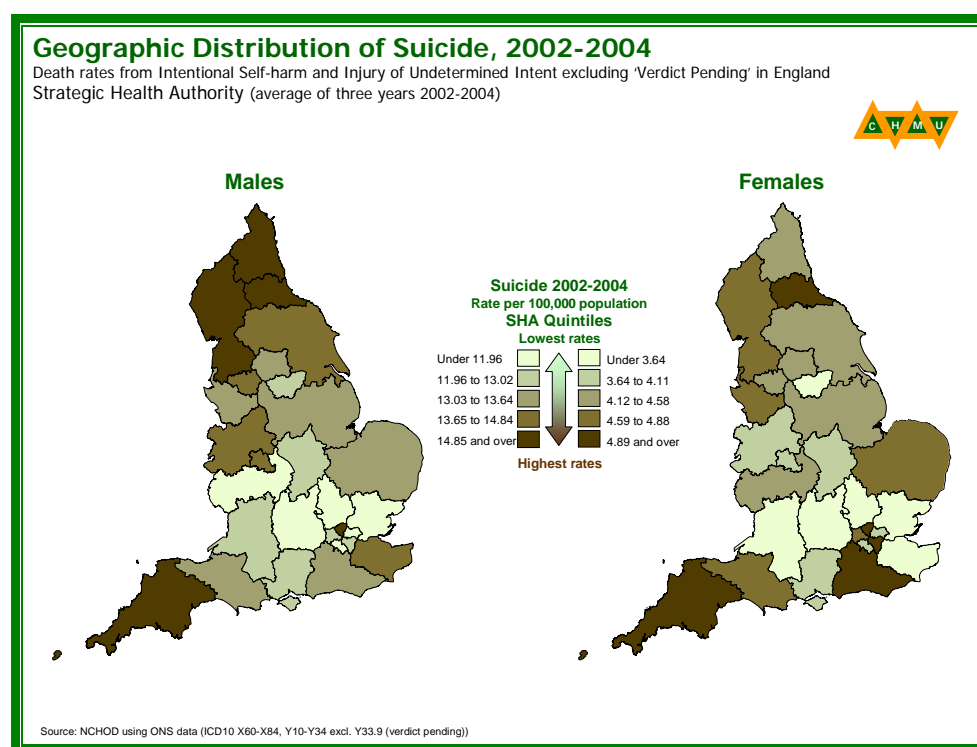 Geographic Distribution of Suicide, 2002-2004
Death rates from Intentional Self-harm and Injury of Undetermined Intent excluding ‘Verdict Pending’ in England
Strategic Health Authority (average of three years 2002-2004)
C H M U
Males
Females
Suicide 2002-2004
Rate per 100,000 population
SHA Quintiles
Lowest rates
Under 11.96 Under 3.64
11.96 to 13.02 3.64 to 4.11
13.03 to 13.64 4.12 to 4.58
13.65 to 14.84 4.59 to 4.88
14.85 and over 4.89 and over
Highest rates
Source: NCHOD using ONS data (ICD10 X60-X84, Y10-Y34 excl. Y33.9 (verdict pending))